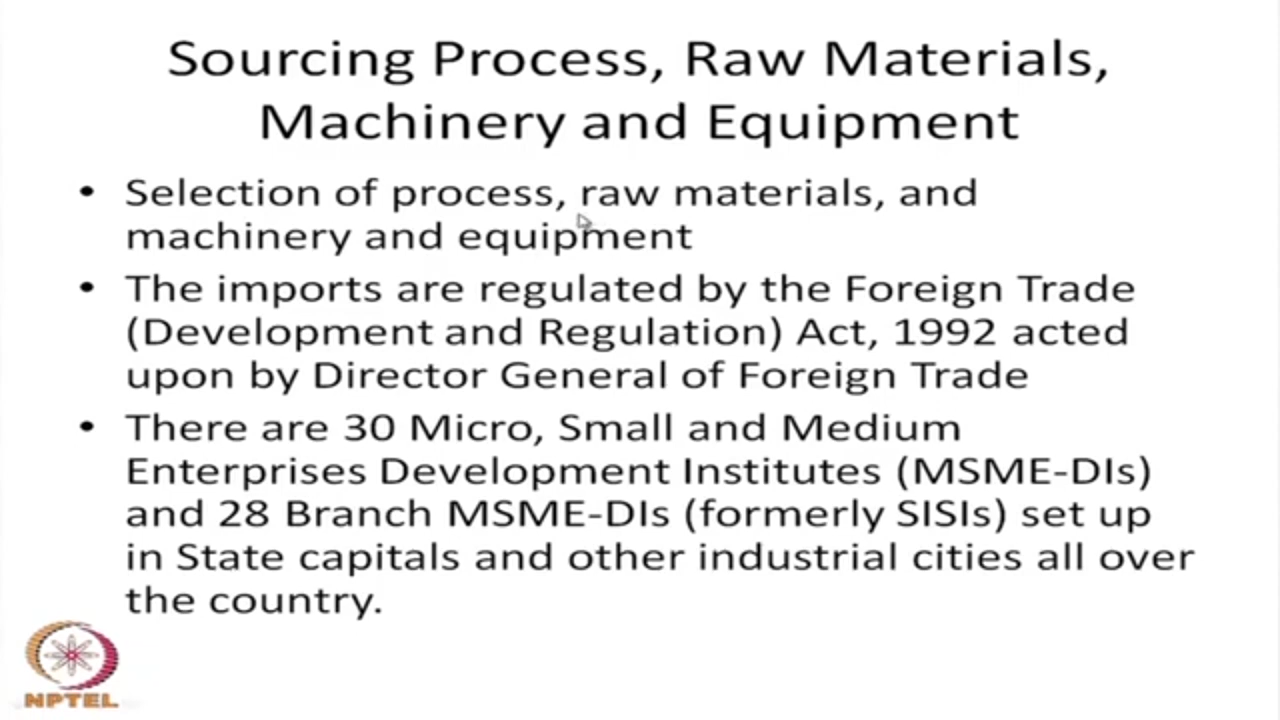 Sourcing Process, Raw Materials,
Machinery and Equipment
• Selection of process, raw materials, and
machinery and equipment
• The imports are regulated by the Foreign Trade
(Development and Regulation) Act, 1992 acted
upon by Director General of Foreign Trade
• There are 30 Micro, Small and Medium
Enterprises Development Institutes (MSME-DIs)
and 28 Branch MSME-DIs (formerly SISIs) set up
in State capitals and other industrial cities all over
the country.
NPTEL